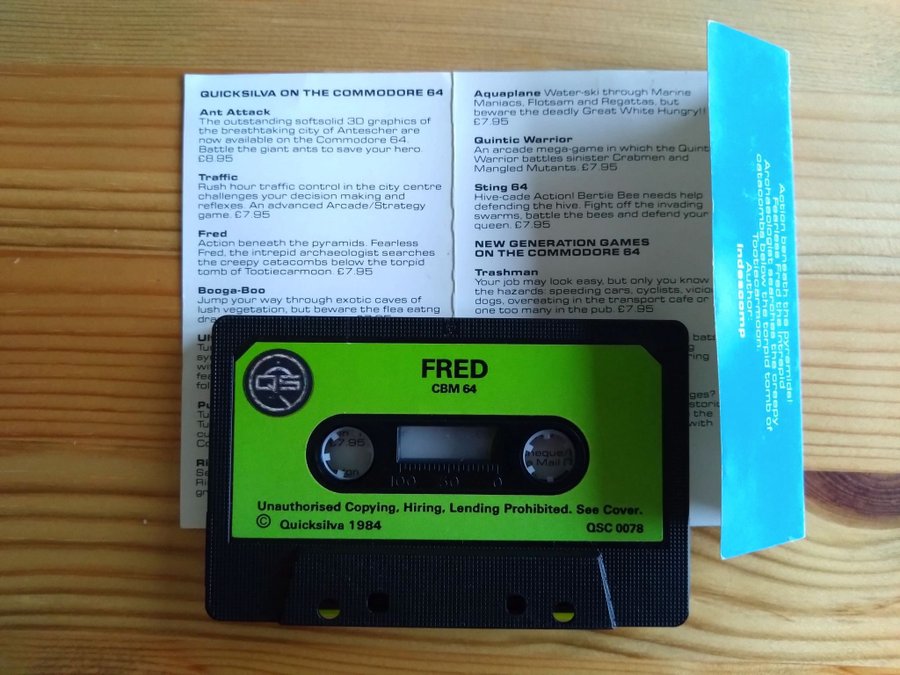 QUICKSILVA ON THE COMMODORE 64
Ant Attack
The outstanding softsolid 3D graphics of
the breathtaking city of Antescher are
now available on the Commodore 64.
Battle the giant ants to save your hero.
£8.95
Traffic
Rush hour traffic control in the city centre
challenges your decision making and
reflexes. An advanced Arcade/Strategy
game. £7.95
Fred
Action beneath the pyramids. Fearless
Fred, the intrepid archaeologist searches
the creepy catacombs below the torpid
tomb of Tootiecarmoon. £7.95
Booga-Boo
Jump your way through exotic caves of
lush vegetation, but beware the flea eatng
Aquaplane Water-ski through Marine
Maniacs, Flotsam and Regattas, but
beware the deadly Great White Hungry!!
£7.95
Quintic Warrior
An arcade mega-game in which the Quint
Warrior battles sinister Crabmen and
Mangled Mutants. £7.95
Sting 64
Hive-cade Action! Bertie Bee needs help
defending the hive. Fight off the invading
swarms, battle the bees and defend your
queen. £7.95
NEW GENERATION GAMES
ON THE COMMODORE 64
Trashman
Your job may look easy, but only you know
the hazards: speeding cars, cyclists, viciou
dogs, overeating in the transport cafe or
one too many in the pub. £7.95
Action beneath the pyramids!
Fearless Fred the intrepid
Archaeologist searches the creepy
catacombs below the torpid tomb of
Tootiecarmoon.
Author:
Indescomp
QS
FRED
CBM 64
£7.95
100 50 0
Unauthorised Copying, Hiring, Lending Prohibited. See Cover.
© Quicksilva 1984
QSC 0078